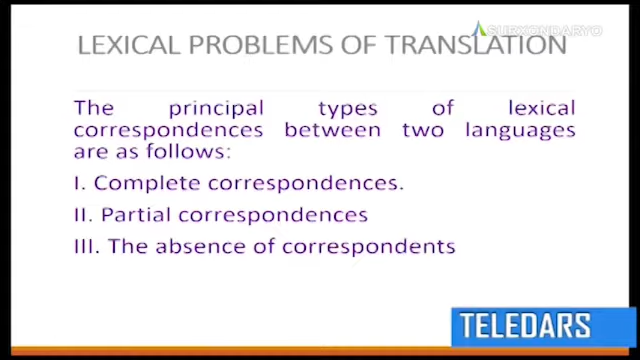 SURXONDARYO
LEXICAL PROBLEMS OF TRANSLATION
The principal types of lexical
correspondences between two languages
are as follows:
I. Complete correspondences.
II. Partial correspondences
III. The absence of correspondents
TELEDARS